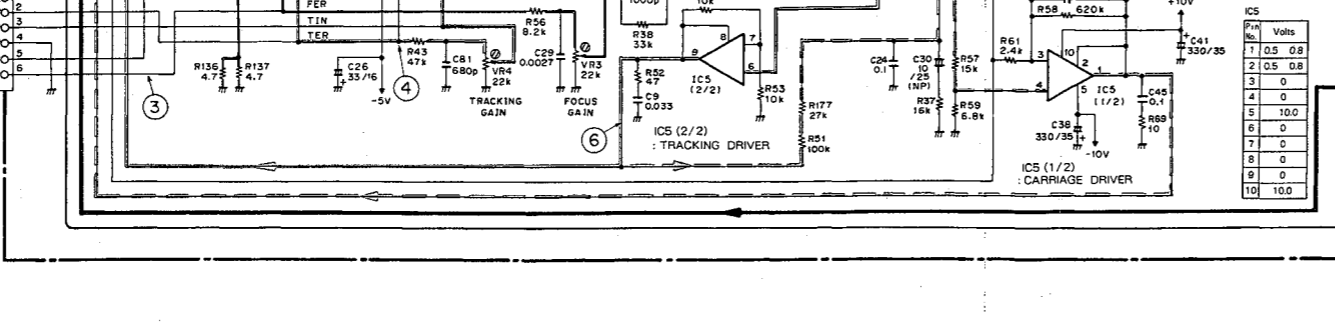 FER
TIN
TER
2
3
4
5
6
R56
8.2k
R43
47k
R136
4.7
R137
4.7
C26
33/16
-5V
C81
680p
VR4
22k
C29
0.0027
VR3
22k
TRACKING
GAIN
FOCUS
GAIN
3
4
6
1000p
R38
33k
10k
R52
47
C9
0.033
9
8
7
6
IC5
(2/2)
R53
10k
IC5 (2/2)
: TRACKING DRIVER
R177
27k
R51
100k
C24
0.1
C30
10
/25
(NP)
R37
16k
R57
15k
R59
6.8k
R58 620k
R61
2.4k
3
10
2
4
5
1
IC5
(1/2)
C38
330/35
-10V
+10V
C41
330/35
C45
0.1
R69
10
IC5 (1/2)
: CARRIAGE DRIVER
IC5
Pin No. Volts
1 0.5 0.8
2 0.5 0.8
3 0
4 0
5 10.0
6 0
7 0
8 0
9 0
10 10.0